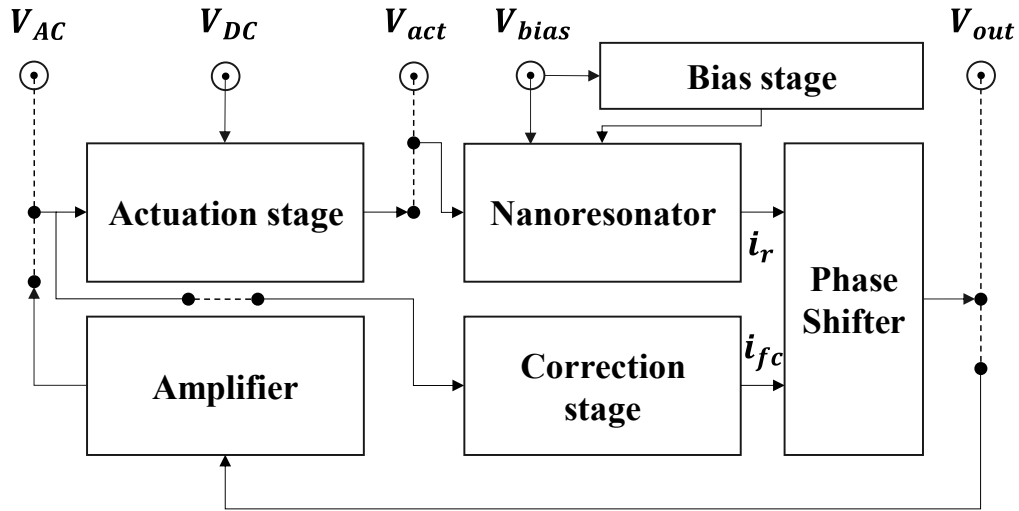 V_AC V_DC V_act V_bias V_out
Bias stage
Actuation stage
Nanoresonator
i_r
Phase
Shifter
Amplifier
Correction
stage
i_fc